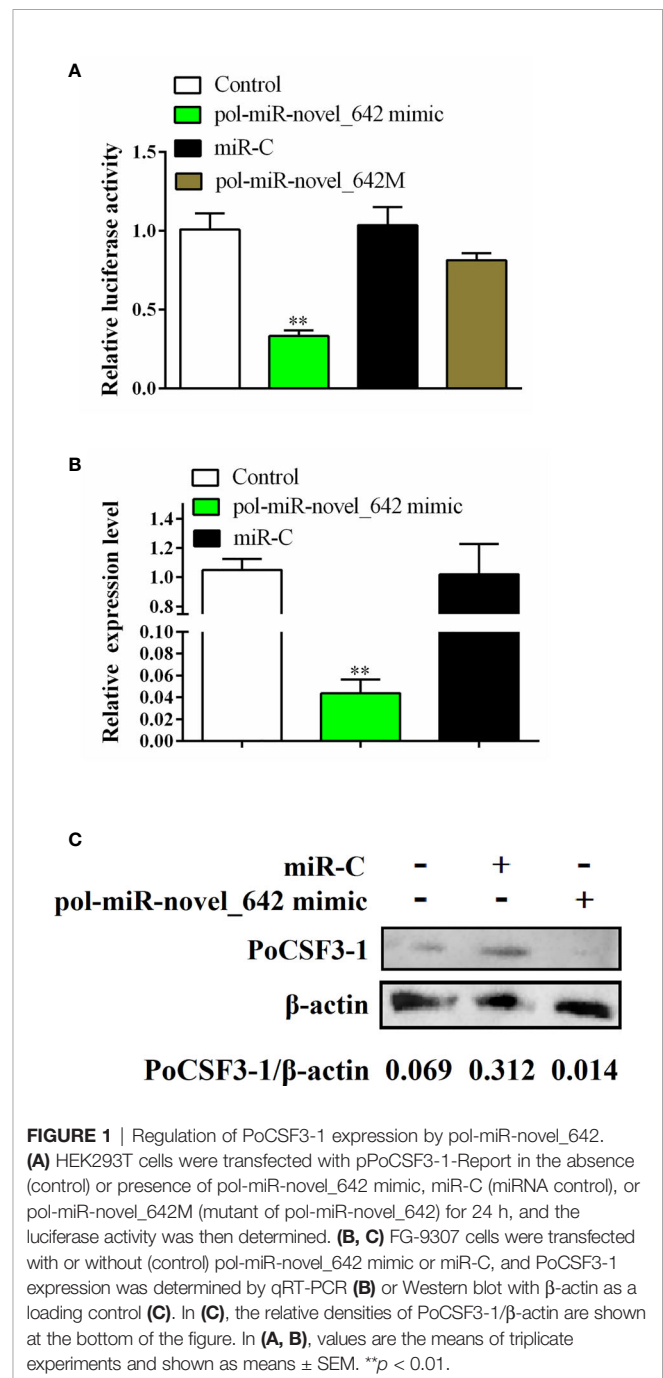 A
Control
pol-miR-novel_642 mimic
miR-C
pol-miR-novel_642M
Relative luciferase activity
1.5
1.0
0.5
0.0
**
B
Control
pol-miR-novel_642 mimic
miR-C
Relative expression level
1.4
1.2
1.0
0.8
0.10
0.08
0.06
0.04
0.02
0.00
**
C
miR-C - + -
pol-miR-novel_642 mimic - - +
PoCSF3-1
β-actin
PoCSF3-1/β-actin 0.069 0.312 0.014
FIGURE 1 | Regulation of PoCSF3-1 expression by pol-miR-novel_642.
(A) HEK293T cells were transfected with pPoCSF3-1-Report in the absence
(control) or presence of pol-miR-novel_642 mimic, miR-C (miRNA control), or
pol-miR-novel_642M (mutant of pol-miR-novel_642) for 24 h, and the
luciferase activity was then determined. (B, C) FG-9307 cells were transfected
with or without (control) pol-miR-novel_642 mimic or miR-C, and PoCSF3-1
expression was determined by qRT-PCR (B) or Western blot with β-actin as a
loading control (C). In (C), the relative densities of PoCSF3-1/β-actin are shown
at the bottom of the figure. In (A, B), values are the means of triplicate
experiments and shown as means ± SEM. **p < 0.01.